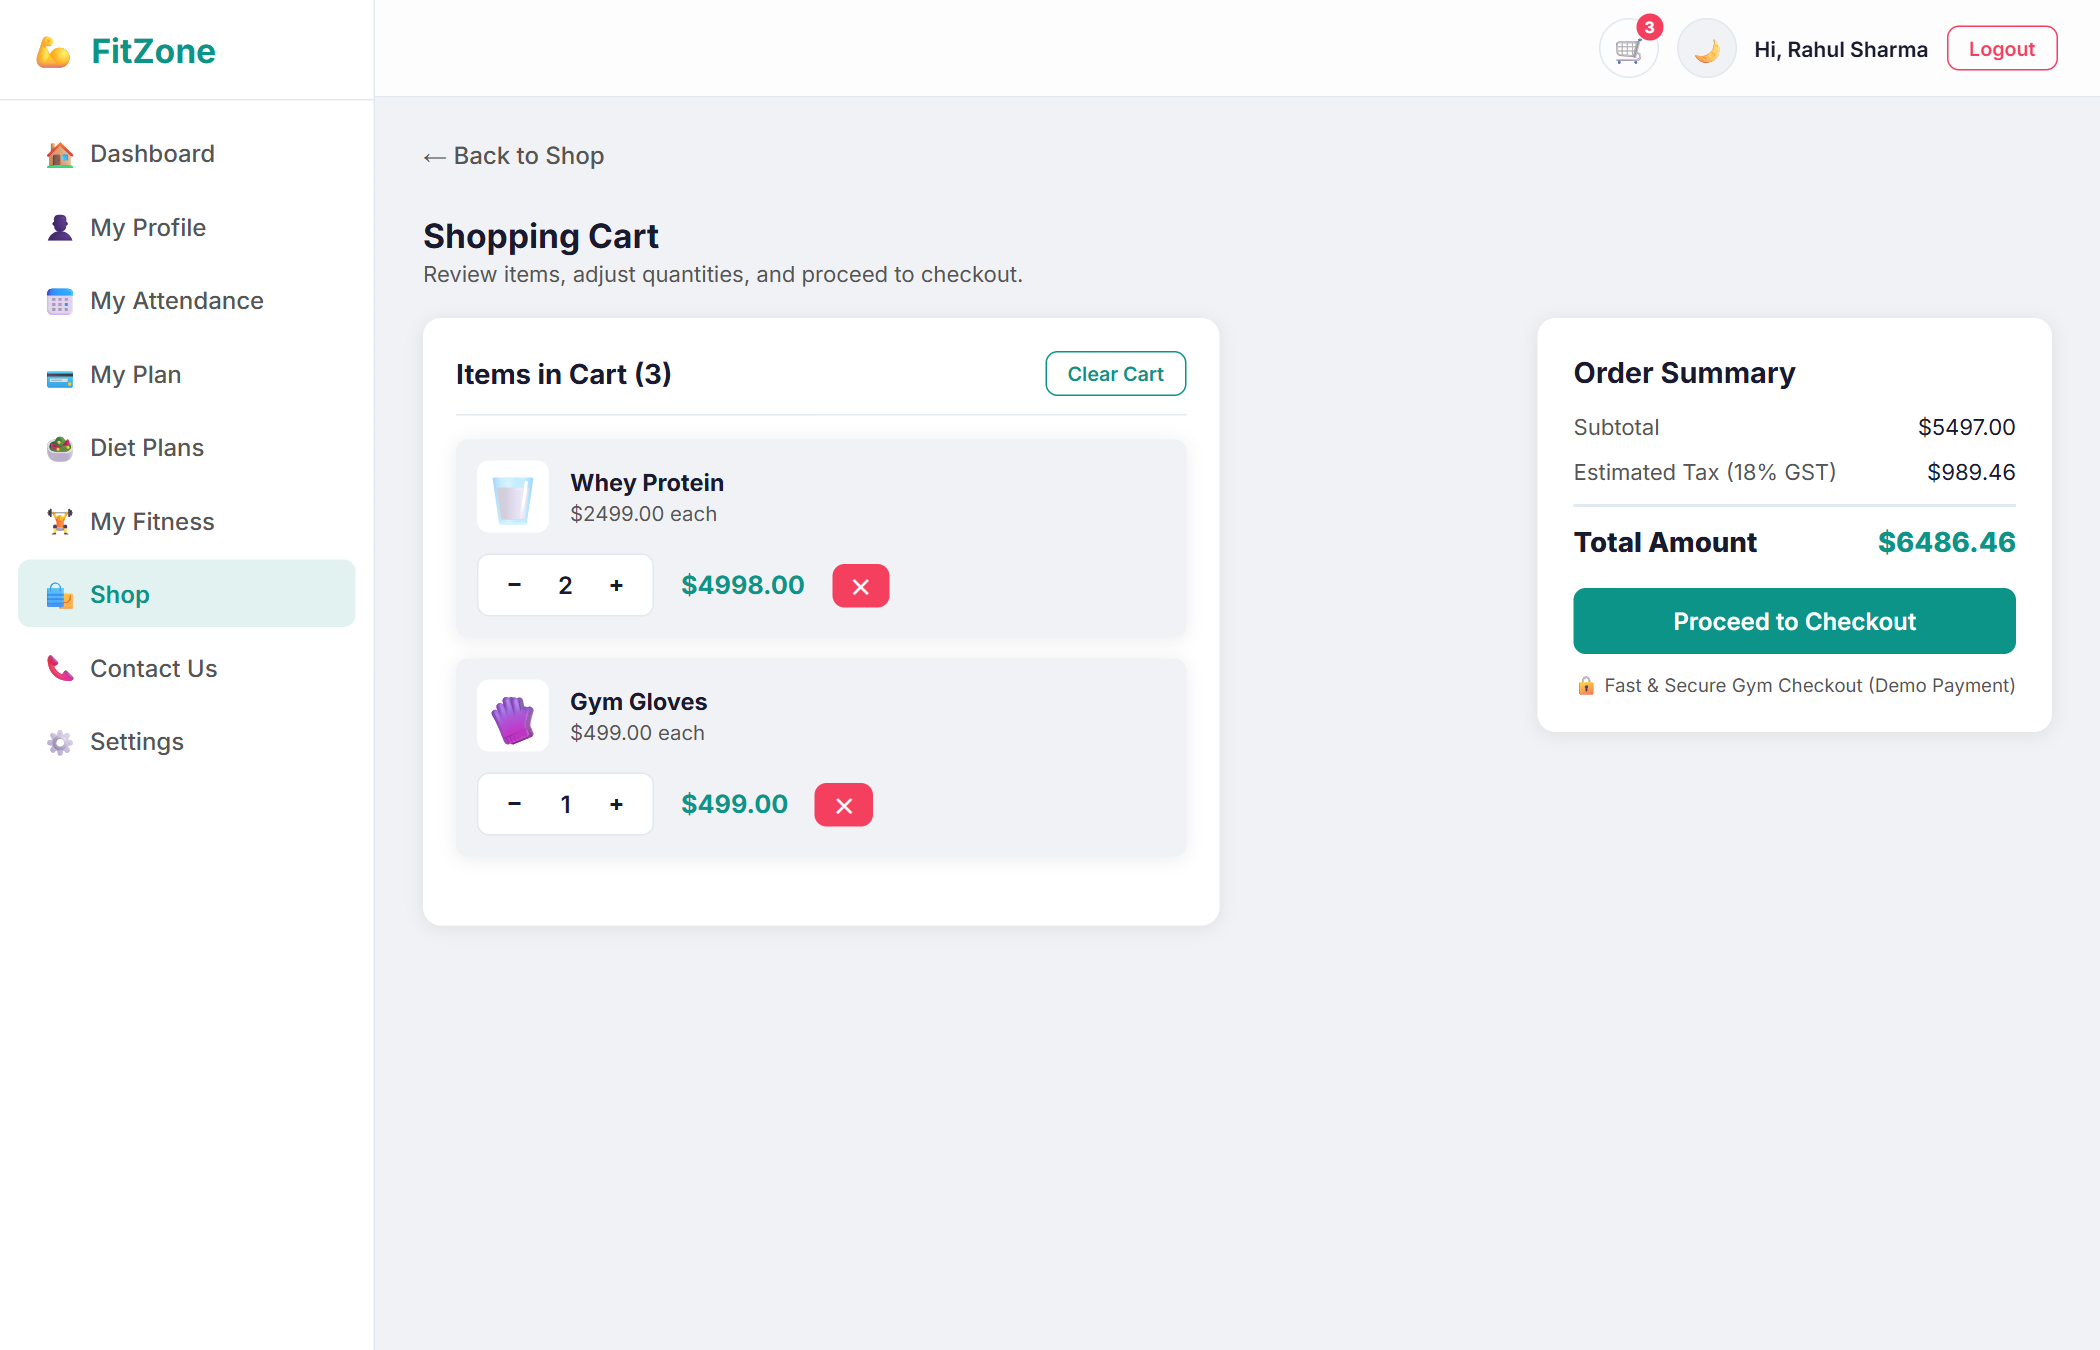 FitZone
3
Hi, Rahul Sharma
Logout
Dashboard
My Profile
My Attendance
My Plan
Diet Plans
My Fitness
Shop
Contact Us
Settings
← Back to Shop
Shopping Cart
Review items, adjust quantities, and proceed to checkout.
Items in Cart (3)
Clear Cart
Whey Protein
$2499.00 each
− 2 + $4998.00 ×
Gym Gloves
$499.00 each
− 1 + $499.00 ×
Order Summary
Subtotal $5497.00
Estimated Tax (18% GST) $989.46
Total Amount $6486.46
Proceed to Checkout
🔒 Fast & Secure Gym Checkout (Demo Payment)